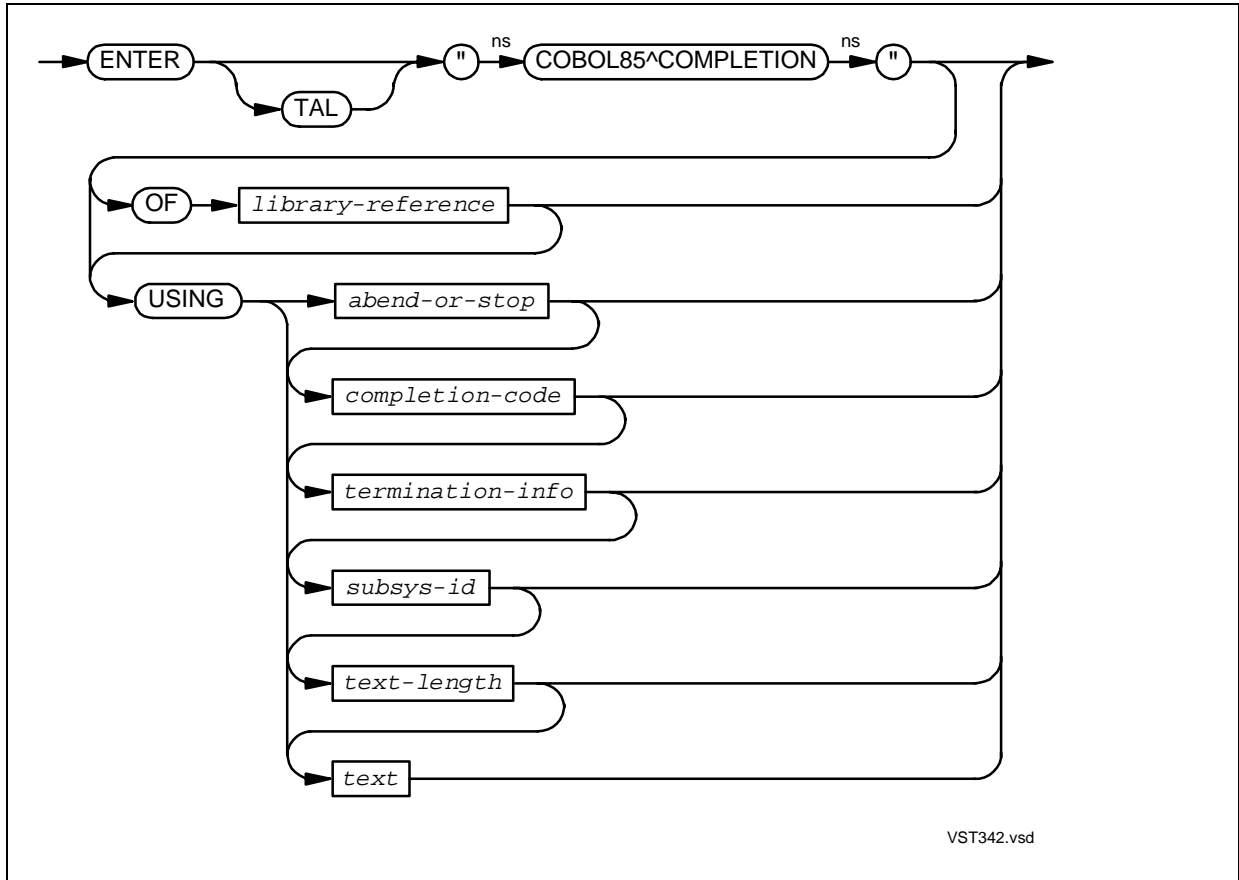 ENTER " ns COBOL85^COMPLETION ns "
TAL
OF library-reference
USING abend-or-stop
completion-code
termination-info
subsys-id
text-length
text
VST342.vsd